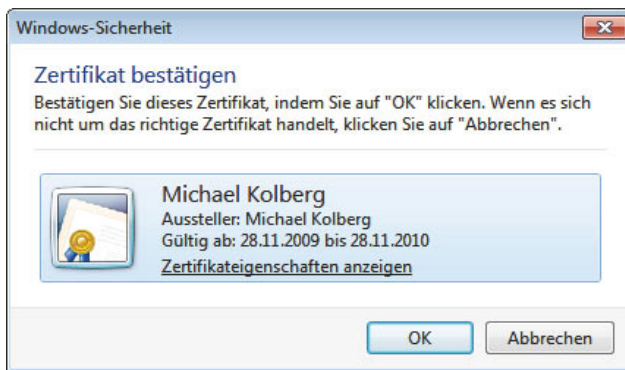 Windows-Sicherheit
Zertifikat bestätigen
Bestätigen Sie dieses Zertifikat, indem Sie auf "OK" klicken. Wenn es sich
nicht um das richtige Zertifikat handelt, klicken Sie auf "Abbrechen".
Michael Kolberg
Aussteller: Michael Kolberg
Gültig ab: 28.11.2009 bis 28.11.2010
Zertifikateigenschaften anzeigen
OK Abbrechen